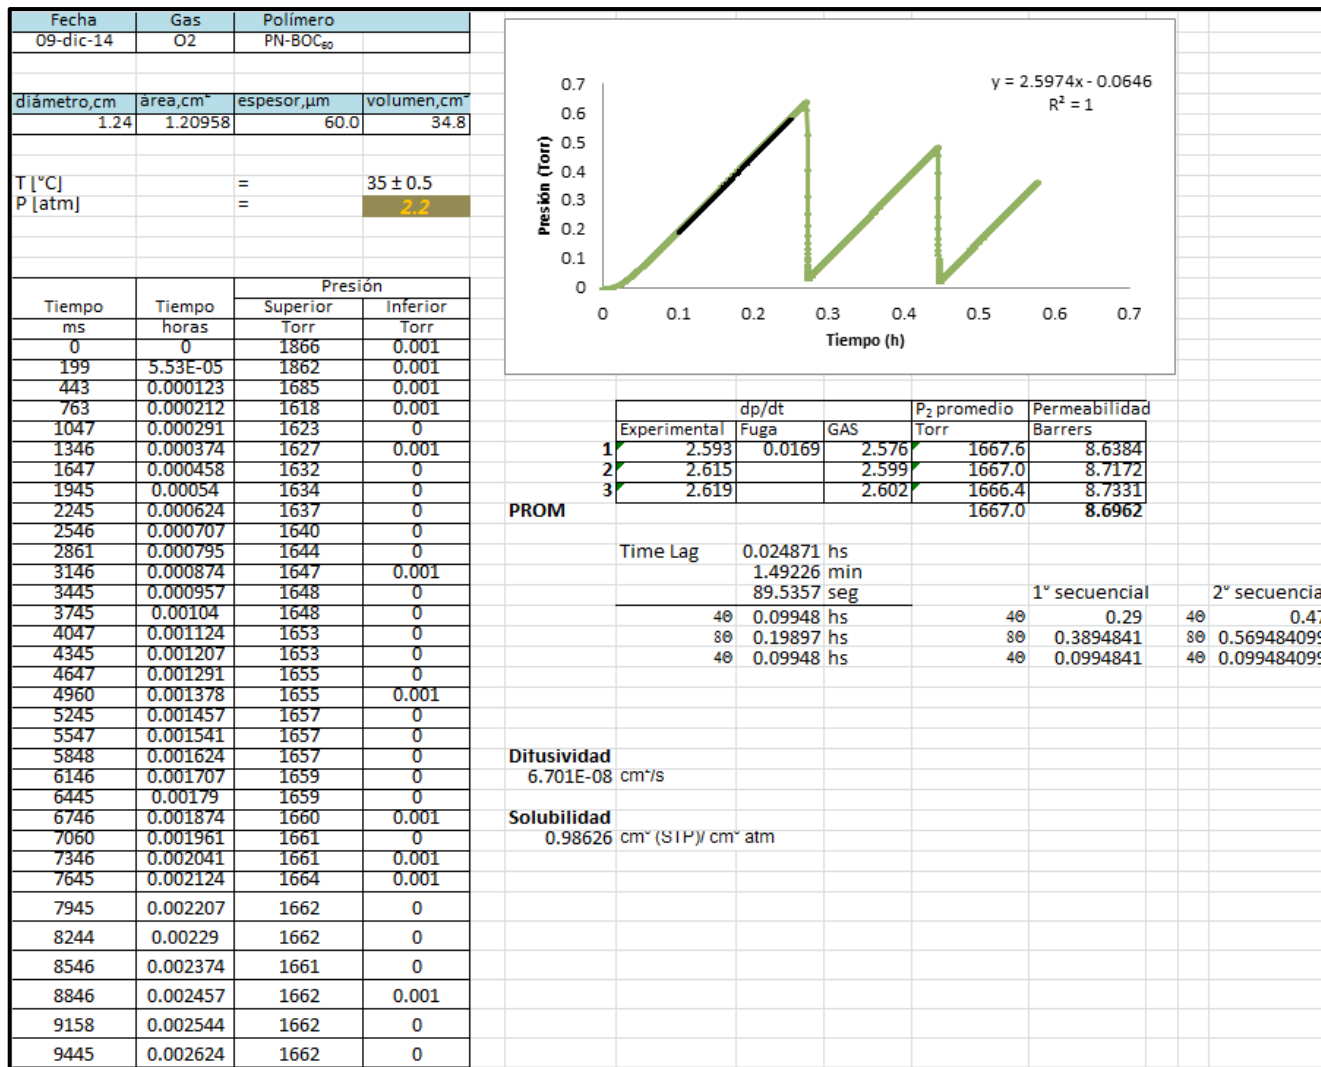 Fecha Gas Polímero
09-dic-14 O2 PN-BOC₆₀
diámetro,cm área,cm² espesor,µm volumen,cm³
1.24 1.20958 60.0 34.8
T [°C] = 35 ± 0.5
P [atm] = 2.2
Presión
Tiempo Tiempo Superior Inferior
ms horas Torr Torr
0 0 1866 0.001
199 5.53E-05 1862 0.001
443 0.000123 1685 0.001
763 0.000212 1618 0.001
1047 0.000291 1623 0
1346 0.000374 1627 0.001
1647 0.000458 1632 0
1945 0.00054 1634 0
2245 0.000624 1637 0
2546 0.000707 1640 0
2861 0.000795 1644 0
3146 0.000874 1647 0.001
3445 0.000957 1648 0
3745 0.00104 1648 0
4047 0.001124 1653 0
4345 0.001207 1653 0
4647 0.001291 1655 0
4960 0.001378 1655 0.001
5245 0.001457 1657 0
5547 0.001541 1657 0
5848 0.001624 1657 0
6146 0.001707 1659 0
6445 0.00179 1659 0
6746 0.001874 1660 0.001
7060 0.001961 1661 0
7346 0.002041 1661 0.001
7645 0.002124 1664 0.001
7945 0.002207 1662 0
8244 0.00229 1662 0
8546 0.002374 1661 0
8846 0.002457 1662 0.001
9158 0.002544 1662 0
9445 0.002624 1662 0
y = 2.5974x - 0.0646
R² = 1
Presión (Torr)
0.7
0.6
0.5
0.4
0.3
0.2
0.1
0
0 0.1 0.2 0.3 0.4 0.5 0.6 0.7
Tiempo (h)
dp/dt P₂ promedio Permeabilidad
Experimental Fuga GAS Torr Barrers
1 2.593 0.0169 2.576 1667.6 8.6384
2 2.615 2.599 1667.0 8.7172
3 2.619 2.602 1666.4 8.7331
PROM 1667.0 8.6962
Time Lag 0.024871 hs
1.49226 min
89.5357 seg 1° secuencial 2° secuencia
4θ 0.09948 hs 4θ 0.29 4θ 0.47
8θ 0.19897 hs 8θ 0.3894841 8θ 0.569484099
4θ 0.09948 hs 4θ 0.0994841 4θ 0.099484099
Difusividad
6.701E-08 cm²/s
Solubilidad
0.98626 cm³ (STP)/ cm³ atm